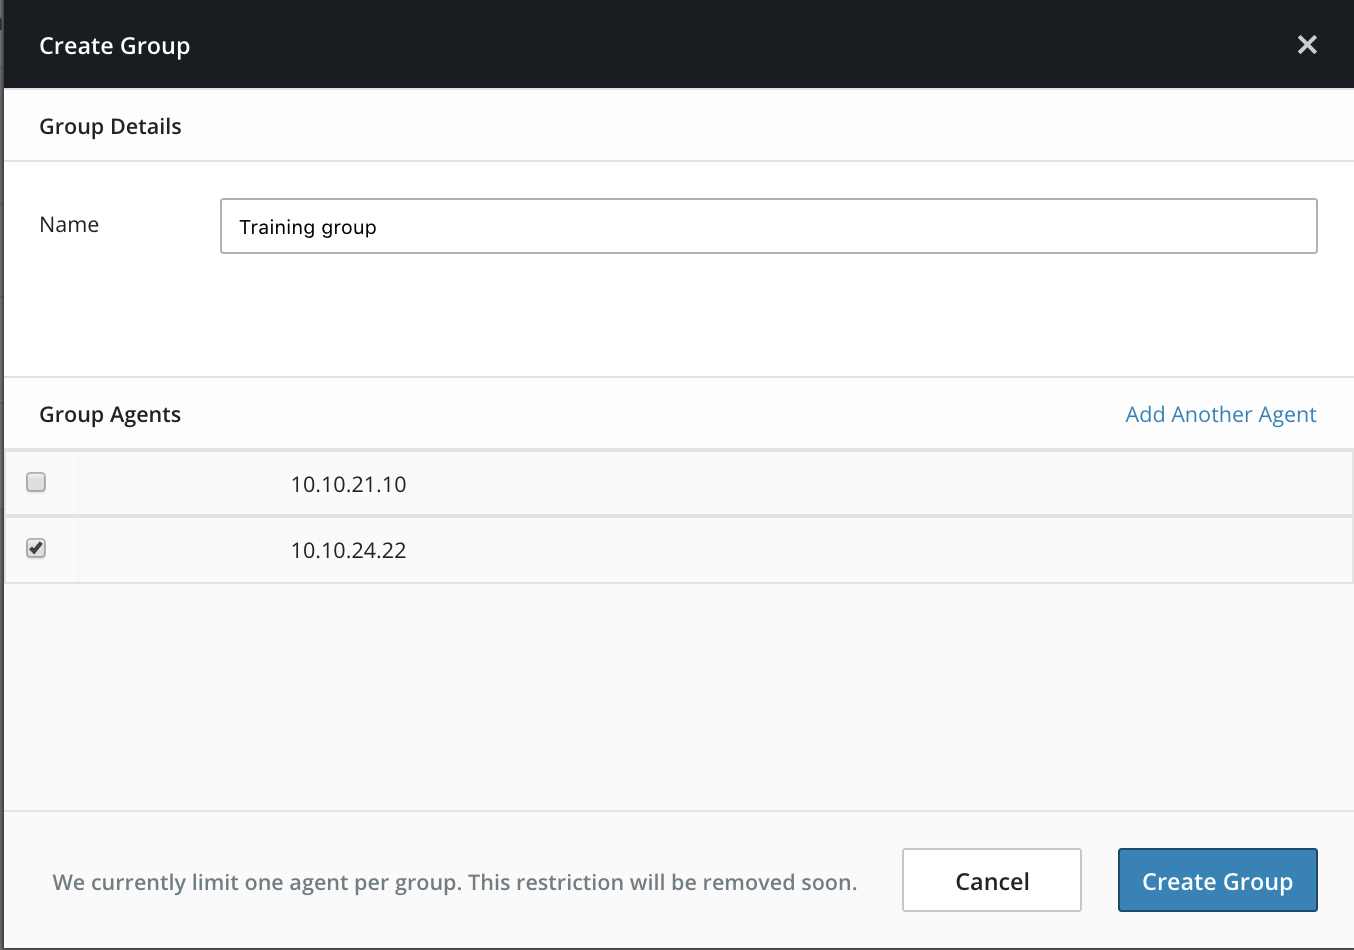 Create Group
Group Details
Name
Training group
Group Agents
Add Another Agent
10.10.21.10
10.10.24.22
We currently limit one agent per group. This restriction will be removed soon.
Cancel
Create Group